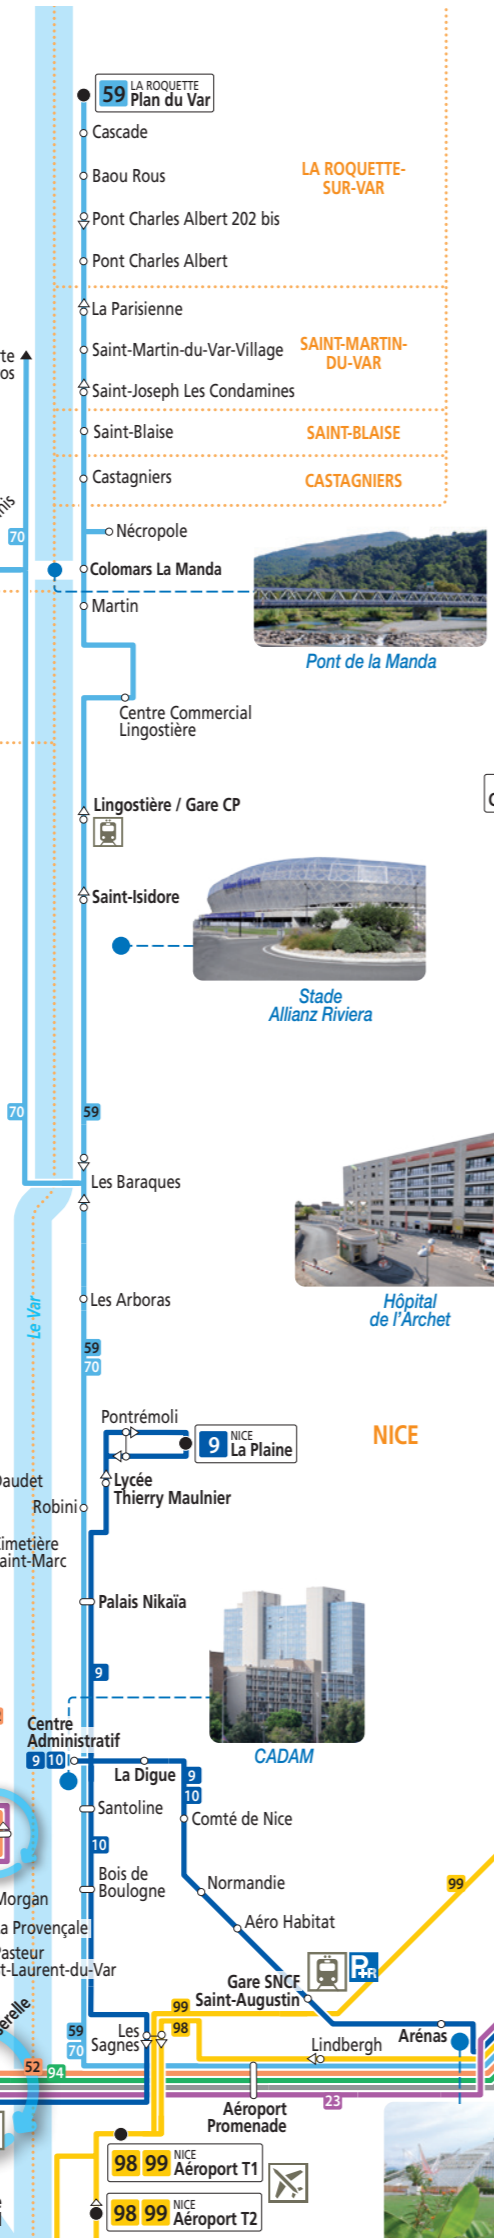 59 LA ROQUETTE
Plan du Var
Cascade
Baou Rous
LA ROQUETTE-
SUR-VAR
Pont Charles Albert 202 bis
Pont Charles Albert
La Parisienne
Saint-Martin-du-Var-Village
SAINT-MARTIN-
DU-VAR
Saint-Joseph Les Condamines
Saint-Blaise
SAINT-BLAISE
Castagniers
CASTAGNIERS
70
Nécropole
Colomars La Manda
Martin
Pont de la Manda
Centre Commercial
Lingostière
Lingostière / Gare CP
Saint-Isidore
Stade
Allianz Riviera
70
59
Les Baraques
Hôpital
de l'Archet
Les Arboras
Le Var
59
70
Pontrémoli
9 NICE
La Plaine
NICE
Lycée
Thierry Maulnier
Daudet
Robini
Cimetière
Saint-Marc
Palais Nikaïa
9
CADAM
Centre
Administratif
9 10
La Digue
9
10
Santoline
Comté de Nice
10
Bois de
Boulogne
Normandie
99
Morgan
Aéro Habitat
La Provençale
Pasteur
St-Laurent-du-Var
P+R
Gare SNCF
Saint-Augustin
99
98
59
70
Les
Sagnes
Lindbergh
Arénas
52
94
23
Aéroport
Promenade
98 99 NICE
Aéroport T1
98 99 NICE
Aéroport T2